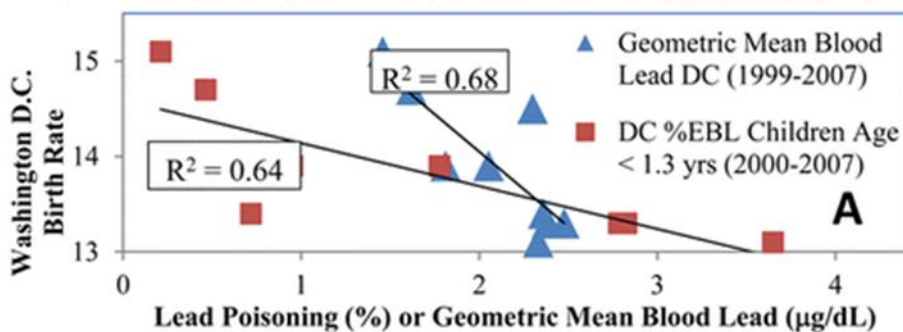 15
14
13
Washington D.C.
Birth Rate
R² = 0.68
R² = 0.64
Geometric Mean Blood
Lead DC (1999-2007)
DC %EBL Children Age
< 1.3 yrs (2000-2007)
A
0 1 2 3 4
Lead Poisoning (%) or Geometric Mean Blood Lead (µg/dL)